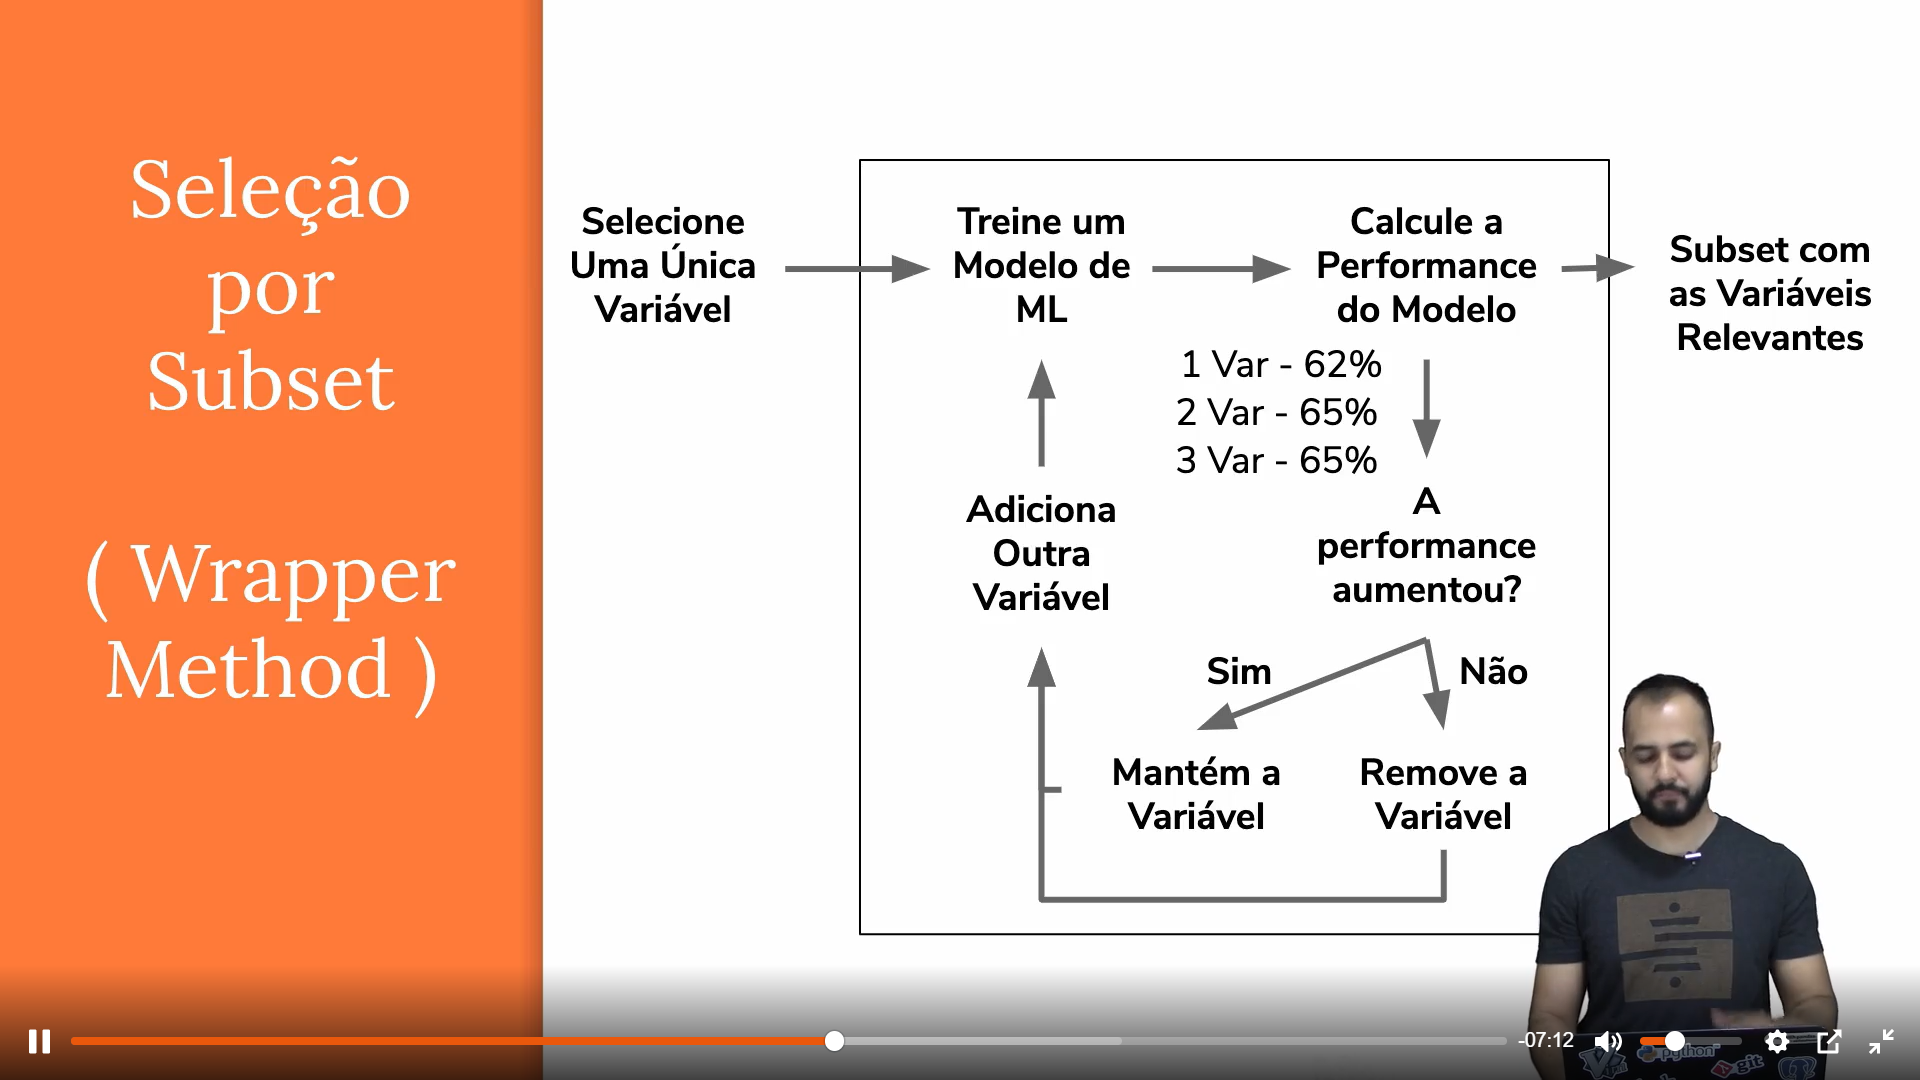 Seleção
por
Subset
( Wrapper
Method )
Selecione
Uma Única
Variável
Treine um
Modelo de
ML
Calcule a
Performance
do Modelo
Subset com
as Variáveis
Relevantes
1 Var - 62%
2 Var - 65%
3 Var - 65%
Adiciona
Outra
Variável
A
performance
aumentou?
Sim
Não
Mantém a
Variável
Remove a
Variável
-07:12
python
git